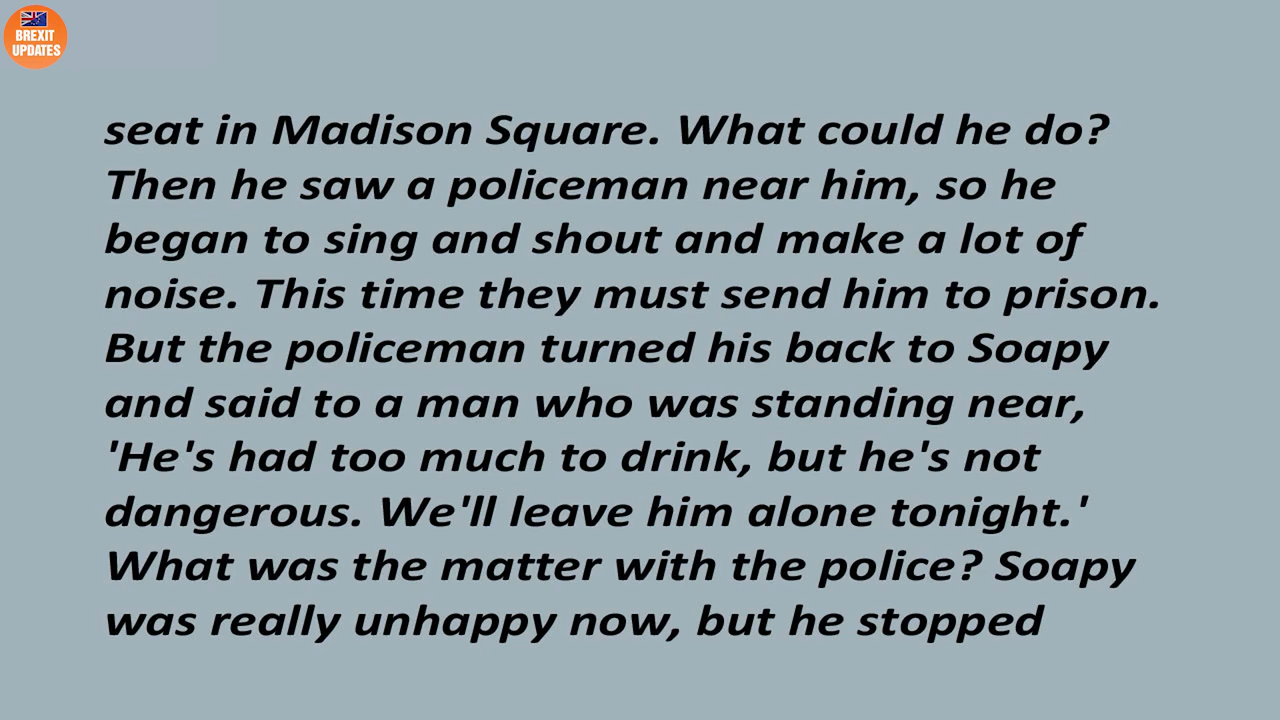 BREXIT
UPDATES
seat in Madison Square. What could he do?
Then he saw a policeman near him, so he
began to sing and shout and make a lot of
noise. This time they must send him to prison.
But the policeman turned his back to Soapy
and said to a man who was standing near,
'He's had too much to drink, but he's not
dangerous. We'll leave him alone tonight.'
What was the matter with the police? Soapy
was really unhappy now, but he stopped